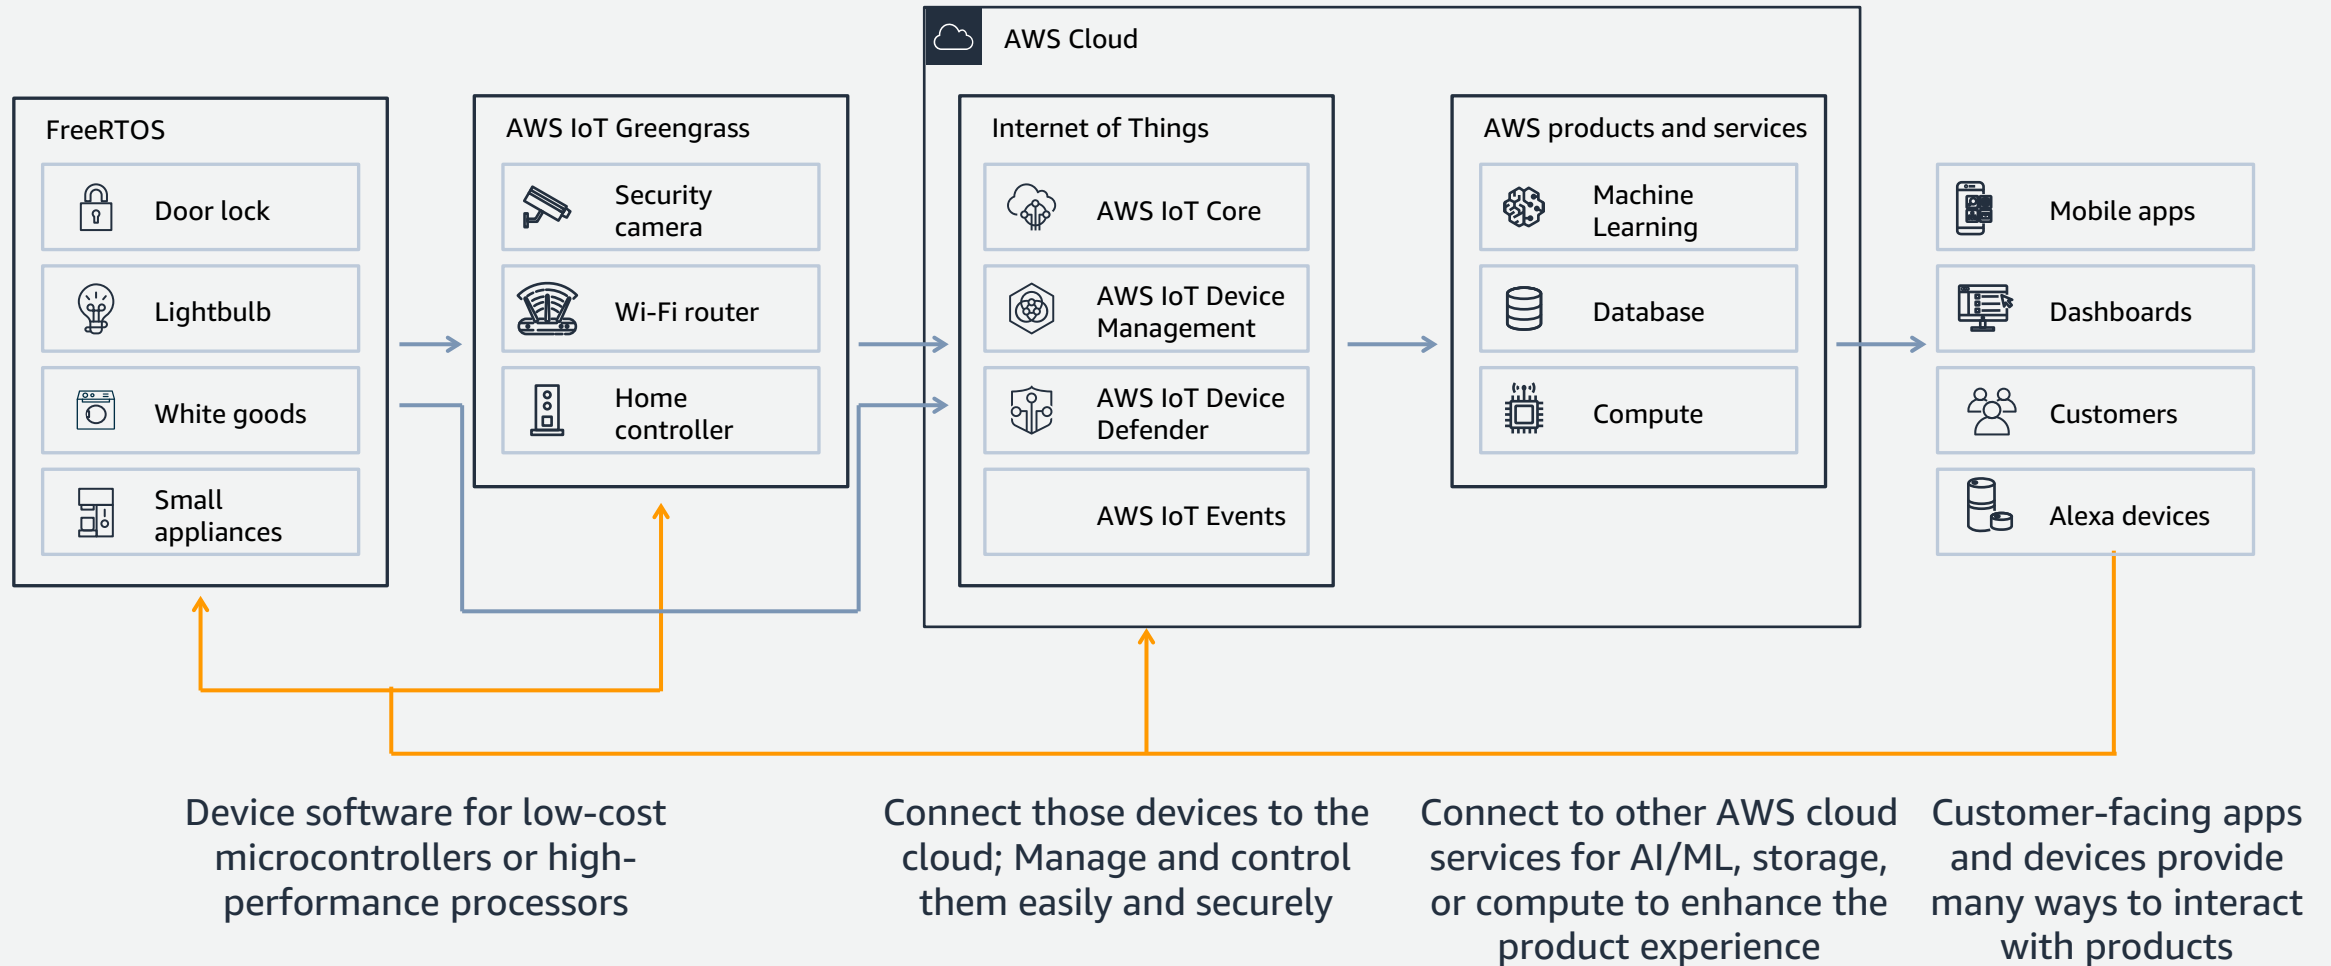 AWS Cloud
FreeRTOS
Door lock
Lightbulb
White goods
Small
appliances
AWS IoT Greengrass
Security
camera
Wi-Fi router
Home
controller
Internet of Things
AWS IoT Core
AWS IoT Device
Management
AWS IoT Device
Defender
AWS IoT Events
AWS products and services
Machine
Learning
Database
Compute
Mobile apps
Dashboards
Customers
Alexa devices
Device software for low-cost
microcontrollers or high-
performance processors
Connect those devices to the
cloud; Manage and control
them easily and securely
Connect to other AWS cloud
services for AI/ML, storage,
or compute to enhance the
product experience
Customer-facing apps
and devices provide
many ways to interact
with products